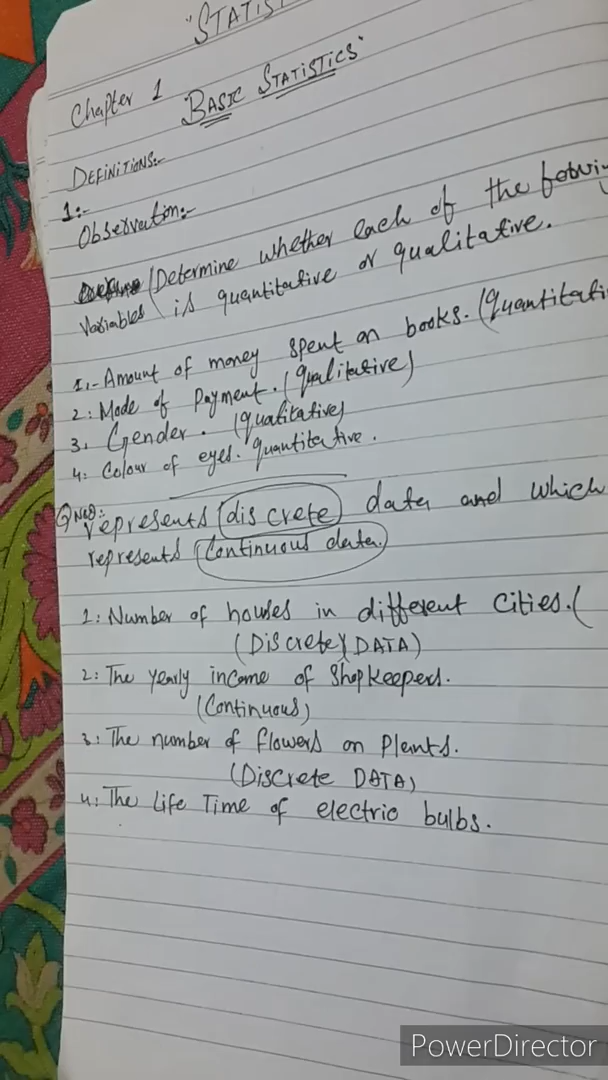 "STATIS
Chapter 1
BASIC STATISTICS"
DEFINITIONS:-
1:-
Observation:-
(Determine whether each of the
Variables is quantitative or qualitative.
1:- Amount of money spent on books. (quantitati
2: Mode of Payment. (qualitative)
3. Gender. (qualitative)
4: Colour of eyes. quantitative.
Q No2:
represents (discrete) data and which
represents (Continuous data.)
1: Number of houses in different Cities. (
(Discrete)(DATA)
2: The yearly income of Shopkeepers.
(Continuous)
3: The number of flowers on Plants.
(Discrete DATA)
4: The Life Time of electric bulbs.
PowerDirector